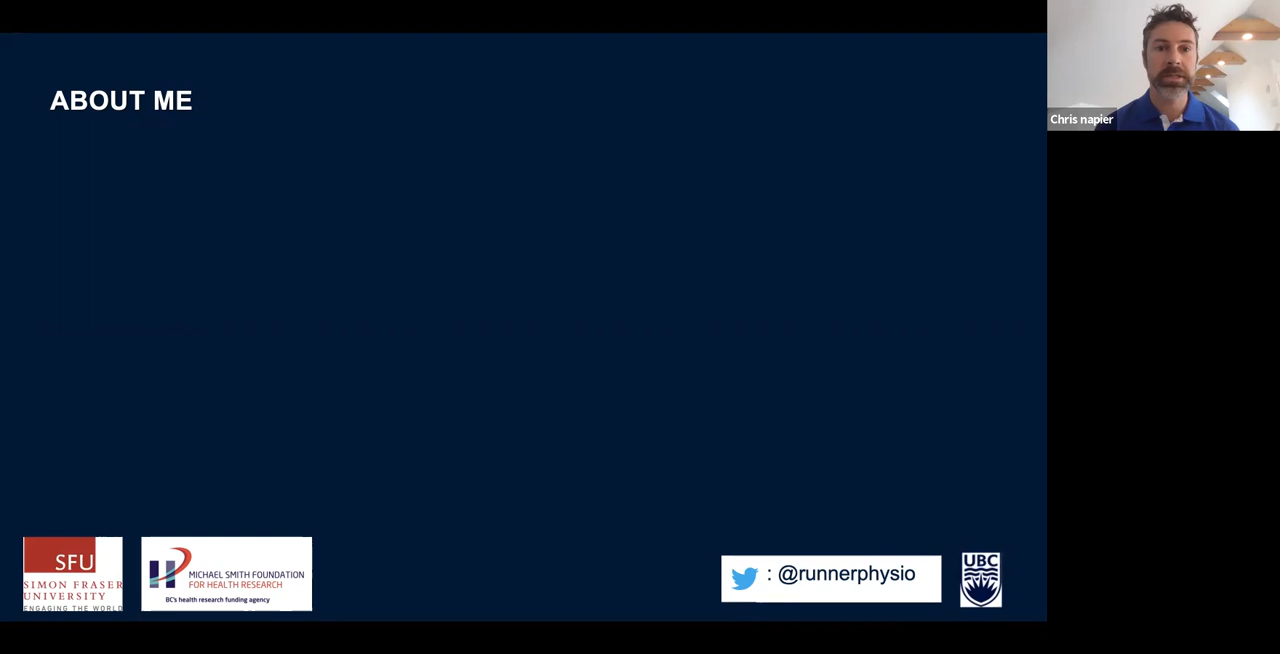 ABOUT ME
Chris napier
SFU
SIMON FRASER
UNIVERSITY
ENGAGING THE WORLD
MICHAEL SMITH FOUNDATION
FOR HEALTH RESEARCH
BC's health research funding agency
: @runnerphysio
UBC